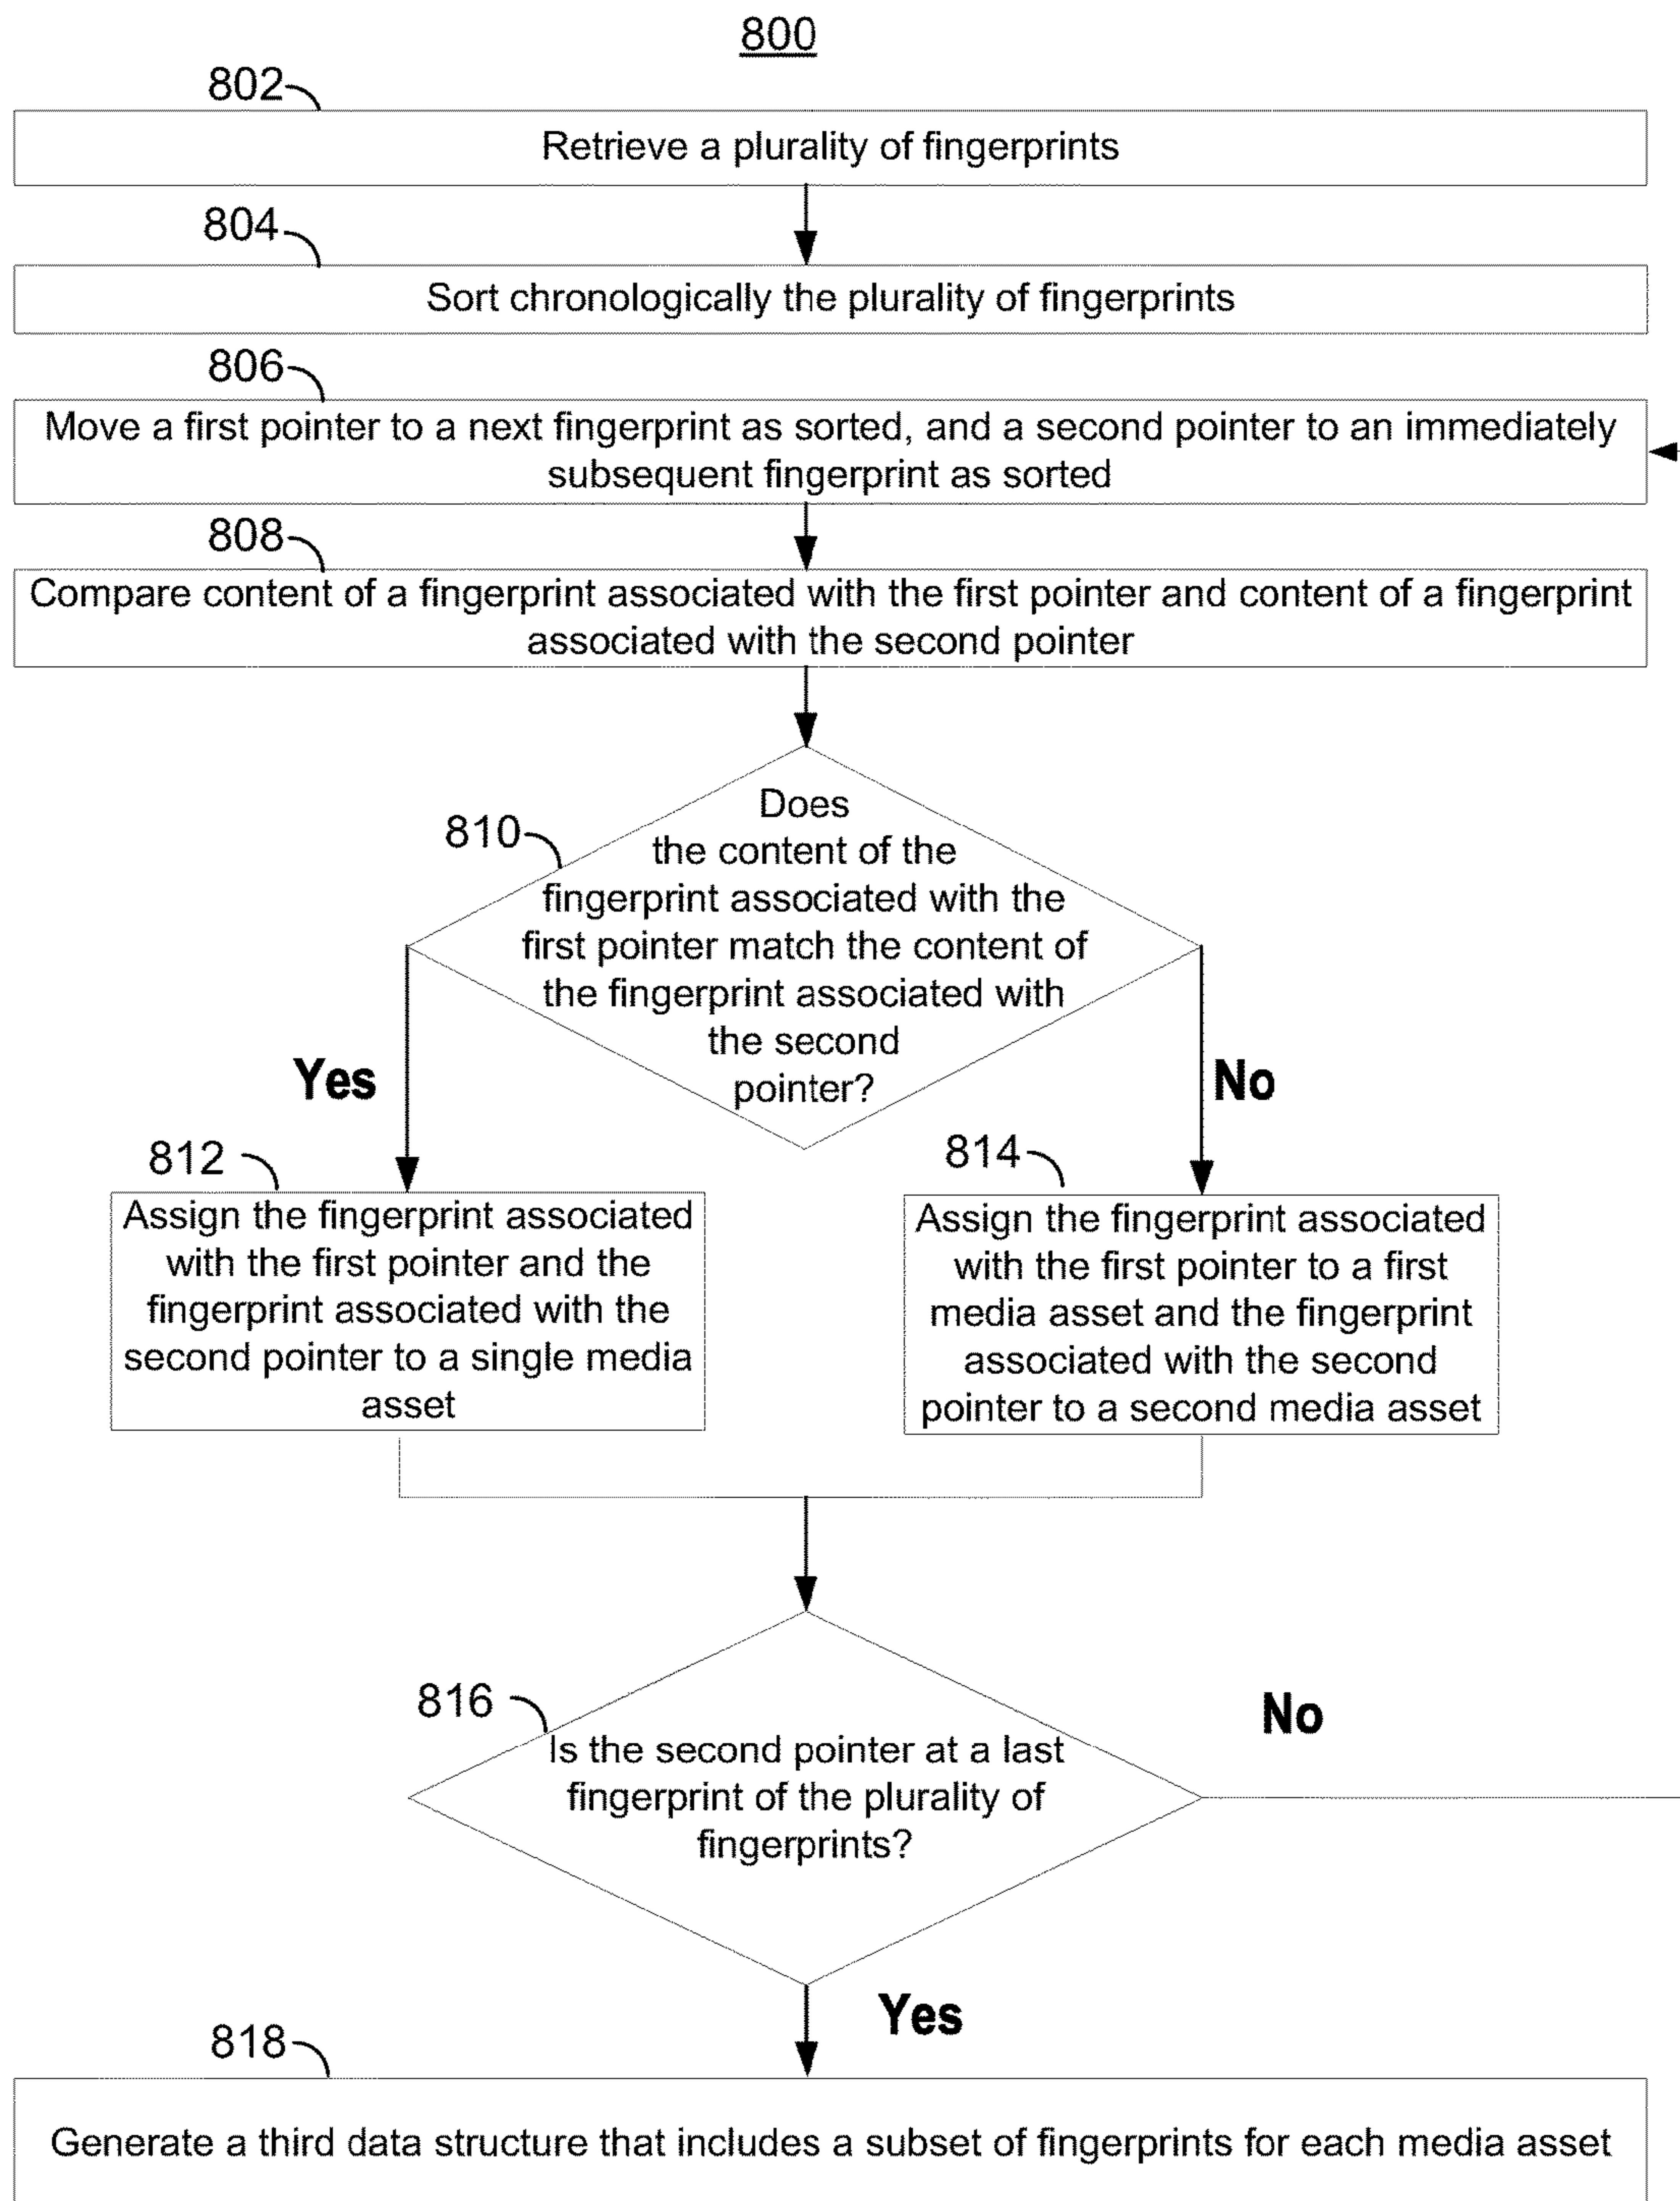 800
802
Retrieve a plurality of fingerprints
804
Sort chronologically the plurality of fingerprints
806
Move a first pointer to a next fingerprint as sorted, and a second pointer to an immediately
subsequent fingerprint as sorted
808
Compare content of a fingerprint associated with the first pointer and content of a fingerprint
associated with the second pointer
810
Does
the content of the
fingerprint associated with the
first pointer match the content of
the fingerprint associated with
the second
pointer?
Yes
No
812
Assign the fingerprint associated
with the first pointer and the
fingerprint associated with the
second pointer to a single media
asset
814
Assign the fingerprint associated
with the first pointer to a first
media asset and the fingerprint
associated with the second
pointer to a second media asset
816
Is the second pointer at a last
fingerprint of the plurality of
fingerprints?
No
Yes
818
Generate a third data structure that includes a subset of fingerprints for each media asset